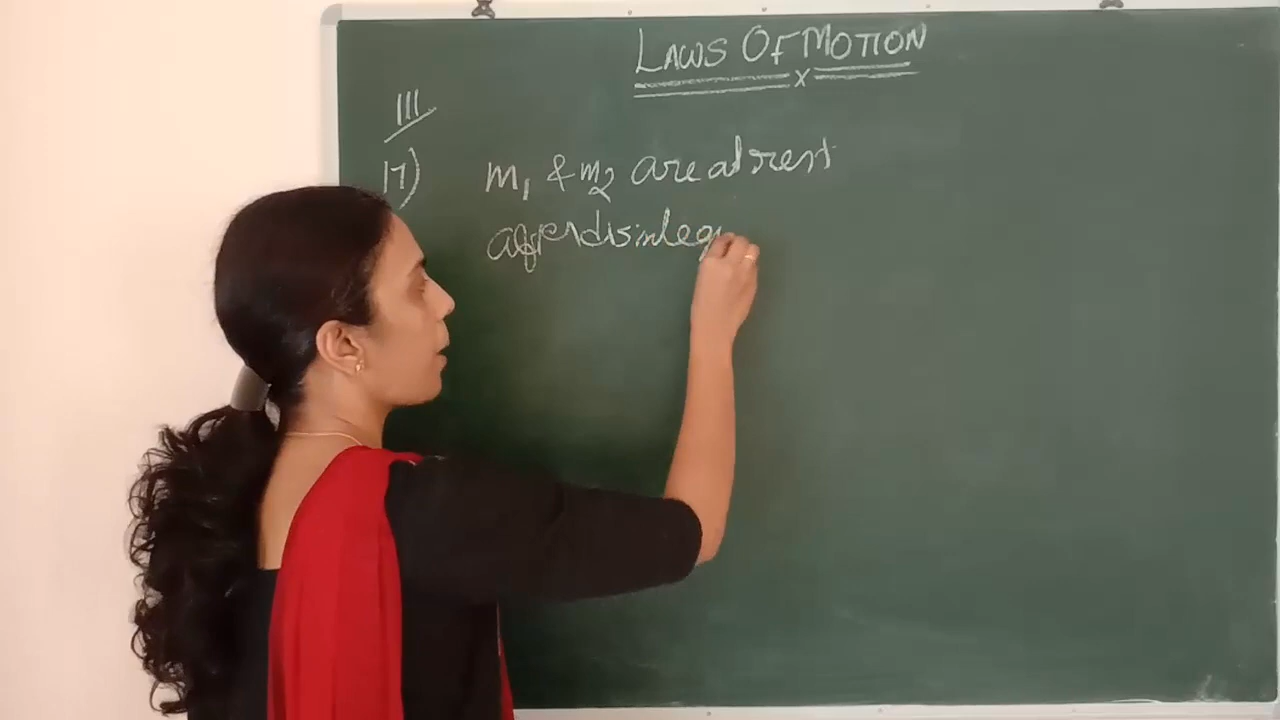 LAWS OF MOTION
x
III
17)
m1 & m2 are at rest
after disinteg